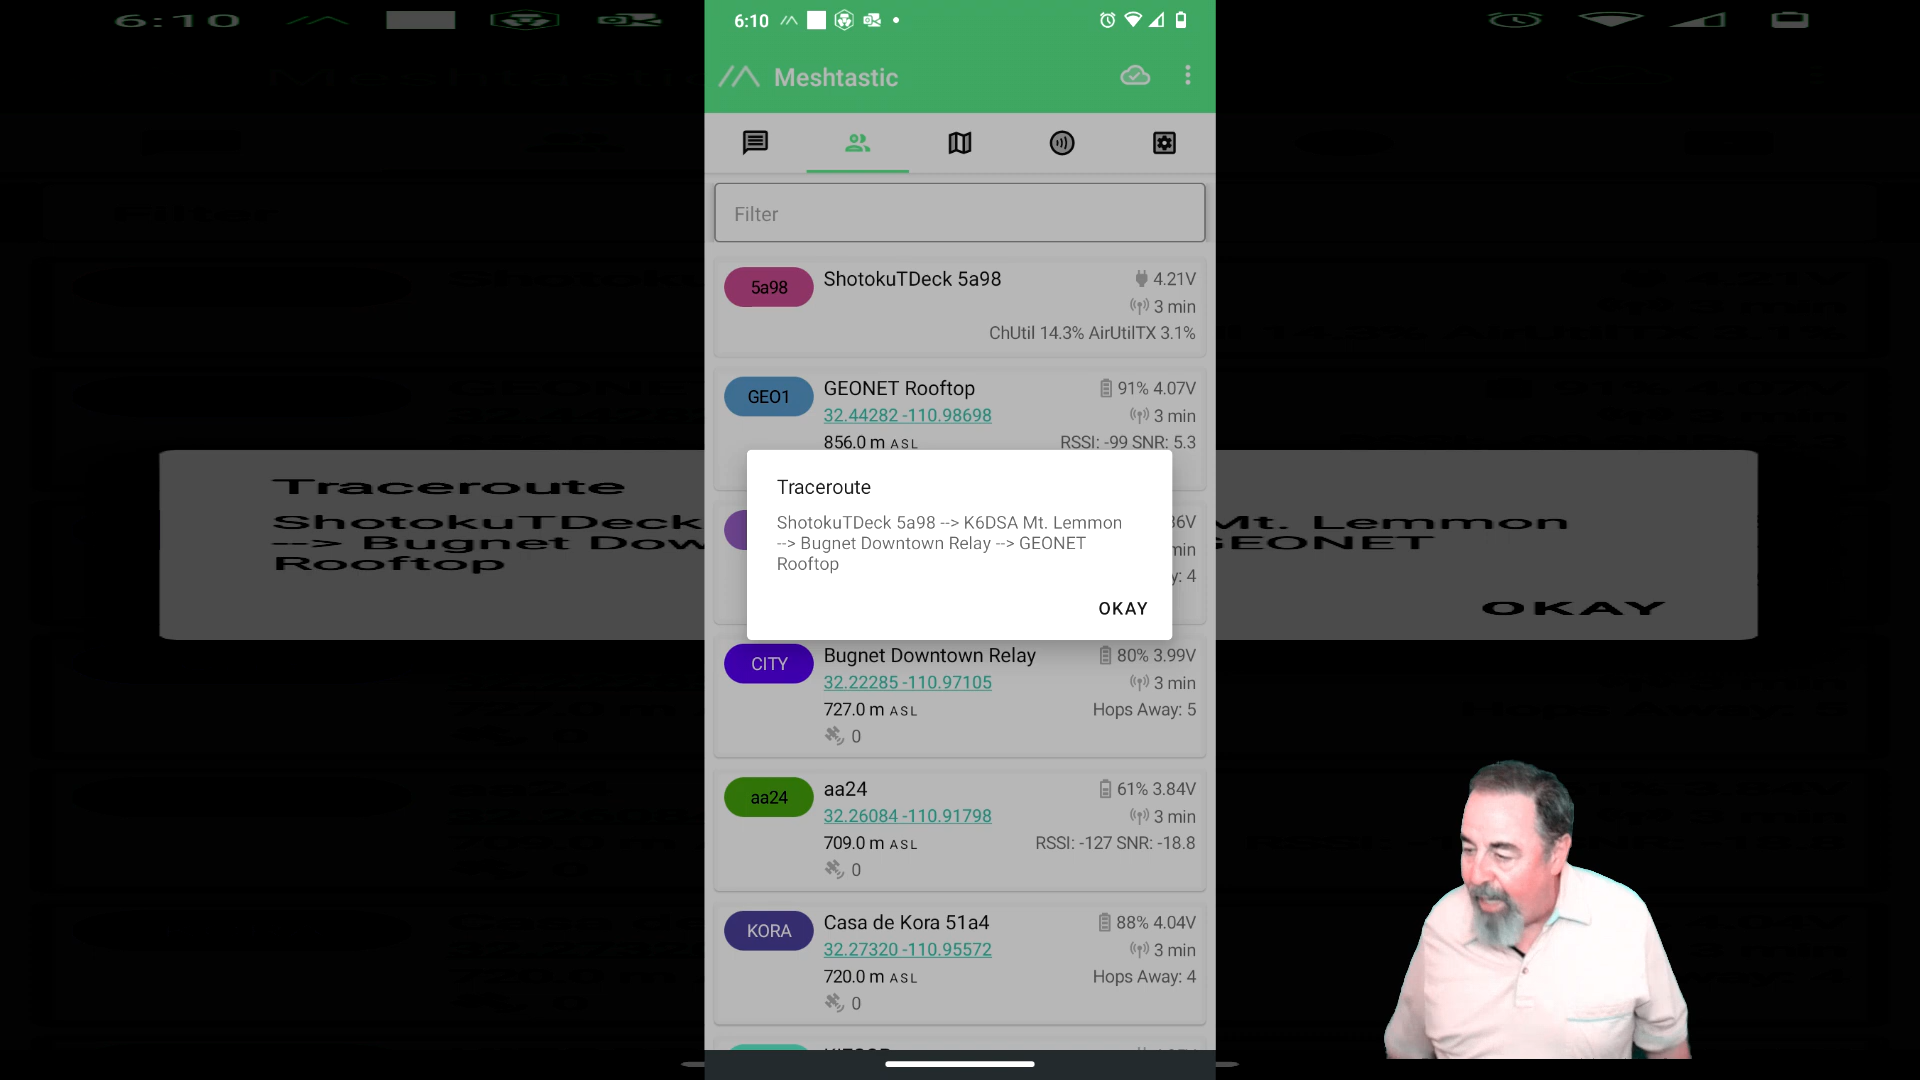 6:10
Meshtastic
Filter
5a98
ShotokuTDeck 5a98
4.21V
3 min
ChUtil 14.3% AirUtilTX 3.1%
GEO1
GEONET Rooftop
91% 4.07V
32.44282 -110.98698
3 min
856.0 m ASL
RSSI: -99 SNR: 5.3
Traceroute
ShotokuTDeck 5a98 --> K6DSA Mt. Lemmon
--> Bugnet Downtown Relay --> GEONET
Rooftop
OKAY
CITY
Bugnet Downtown Relay
80% 3.99V
32.22285 -110.97105
3 min
727.0 m ASL
Hops Away: 5
0
aa24
aa24
61% 3.84V
32.26084 -110.91798
3 min
709.0 m ASL
RSSI: -127 SNR: -18.8
0
KORA
Casa de Kora 51a4
88% 4.04V
32.27320 -110.95572
3 min
720.0 m ASL
Hops Away: 4
0